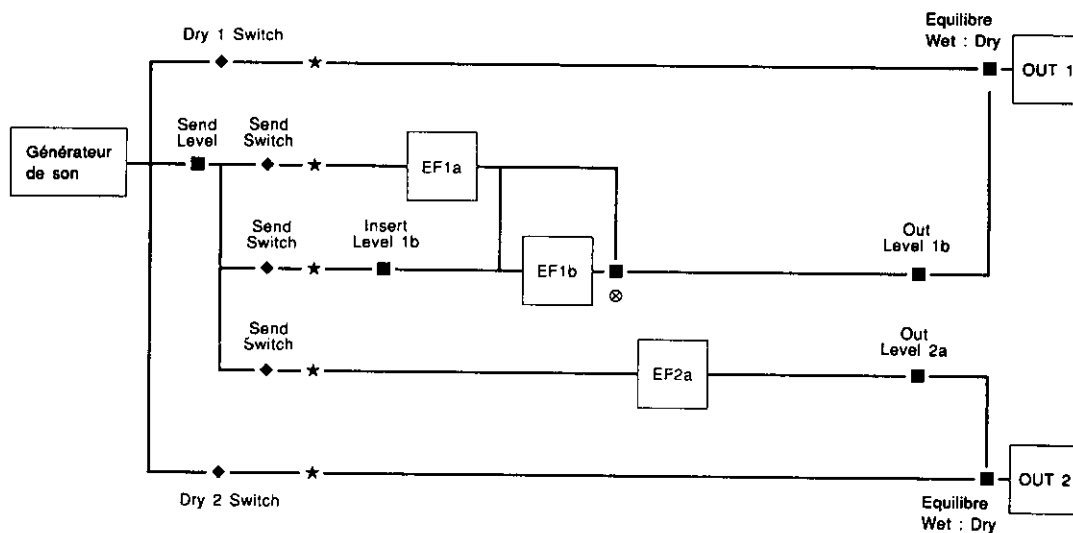 Equilibre
Wet : Dry
Dry 1 Switch
OUT 1
Send
Level
Send
Switch
Générateur
de son
EF1a
Send
Switch
Insert
Level 1b
Out
Level 1b
EF1b
Send
Switch
Out
Level 2a
EF2a
Dry 2 Switch
OUT 2
Equilibre
Wet : Dry